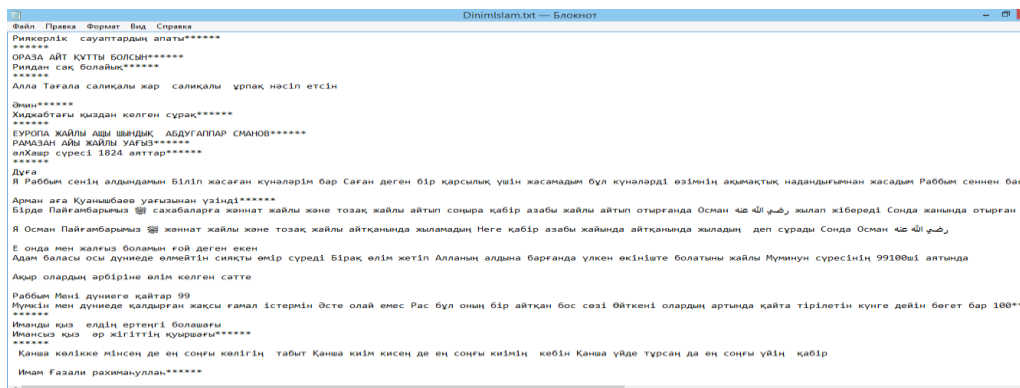 DinimIslam.txt — Блокнот
Файл Правка Формат Вид Справка
Риякерлік сауаптардың апаты******
******
ОРАЗА АЙТ ҚҰТТЫ БОЛСЫН******
Риядан сақ болайық******
******
Алла Тағала салиқалы жар салиқалы ұрпақ нәсіп етсін
Әмин******
Хиджабтағы қыздан келген сұрақ******
******
ЕУРОПА ЖАЙЛЫ АЩЫ ШЫНДЫҚ АБДУГАППАР СМАНОВ******
РАМАЗАН АЙЫ ЖАЙЛЫ УАҒЫЗ******
әлХашр сүресі 1824 аяттар******
******
Дұға
Я Раббым сенің алдындамын Біліп жасаған күнәларім бар Саған деген бір қарсылық үшін жасамадым бұл күнәларді өзімнің ақымақтық надандығымнан жасадым Раббым сеннен бас
Арман аға Қуанышбаев уағызынан үзінді******
Бірде Пайғамбарымыз ﷺ сахабаларға жәннат жайлы және тозақ жайлы айтып соңыра қабір азабы жайлы айтып отырғанда Осман رضي الله عنه жылап жібереді Сонда жанында отырған
Я Осман Пайғамбарымыз ﷺ жәннат жайлы және тозақ жайлы айтқанында жыламадың Неге қабір азабы жайында айтқанында жыладың деп сұрады Сонда Осман رضي الله عنه
Е онда мен жалғыз боламын ғой деген екен
Адам баласы осы дүниеде өлмейтін сияқты өмір сүреді Бірақ өлім жетіп Алланың алдына барғанда үлкен өкініште болатыны жайлы Муминун сүресінің 99100ші аятында
Ақыр олардың әрбіріне өлім келген сәтте
Раббым Мені дүниеге қайтар 99
Мүмкін мен дүниеде қалдырған жақсы ғамал істермін Әсте олай емес Рас бұл оның бір айтқан бос сөзі Өйткені олардың артында қайта тірілетін күнге дейін бөгет бар 100**
******
Иманды қыз елдің ертеңгі болашағы
Имансыз қыз әр жігіттің қуыршағы******
******
Қанша көлікке мінсең де ең соңғы көлігің табыт Қанша киім кисең де ең соңғы киімің кебін Қанша үйде тұрсаң да ең соңғы үйің қабір
Имам Ғазали рахимаһуллаһ******